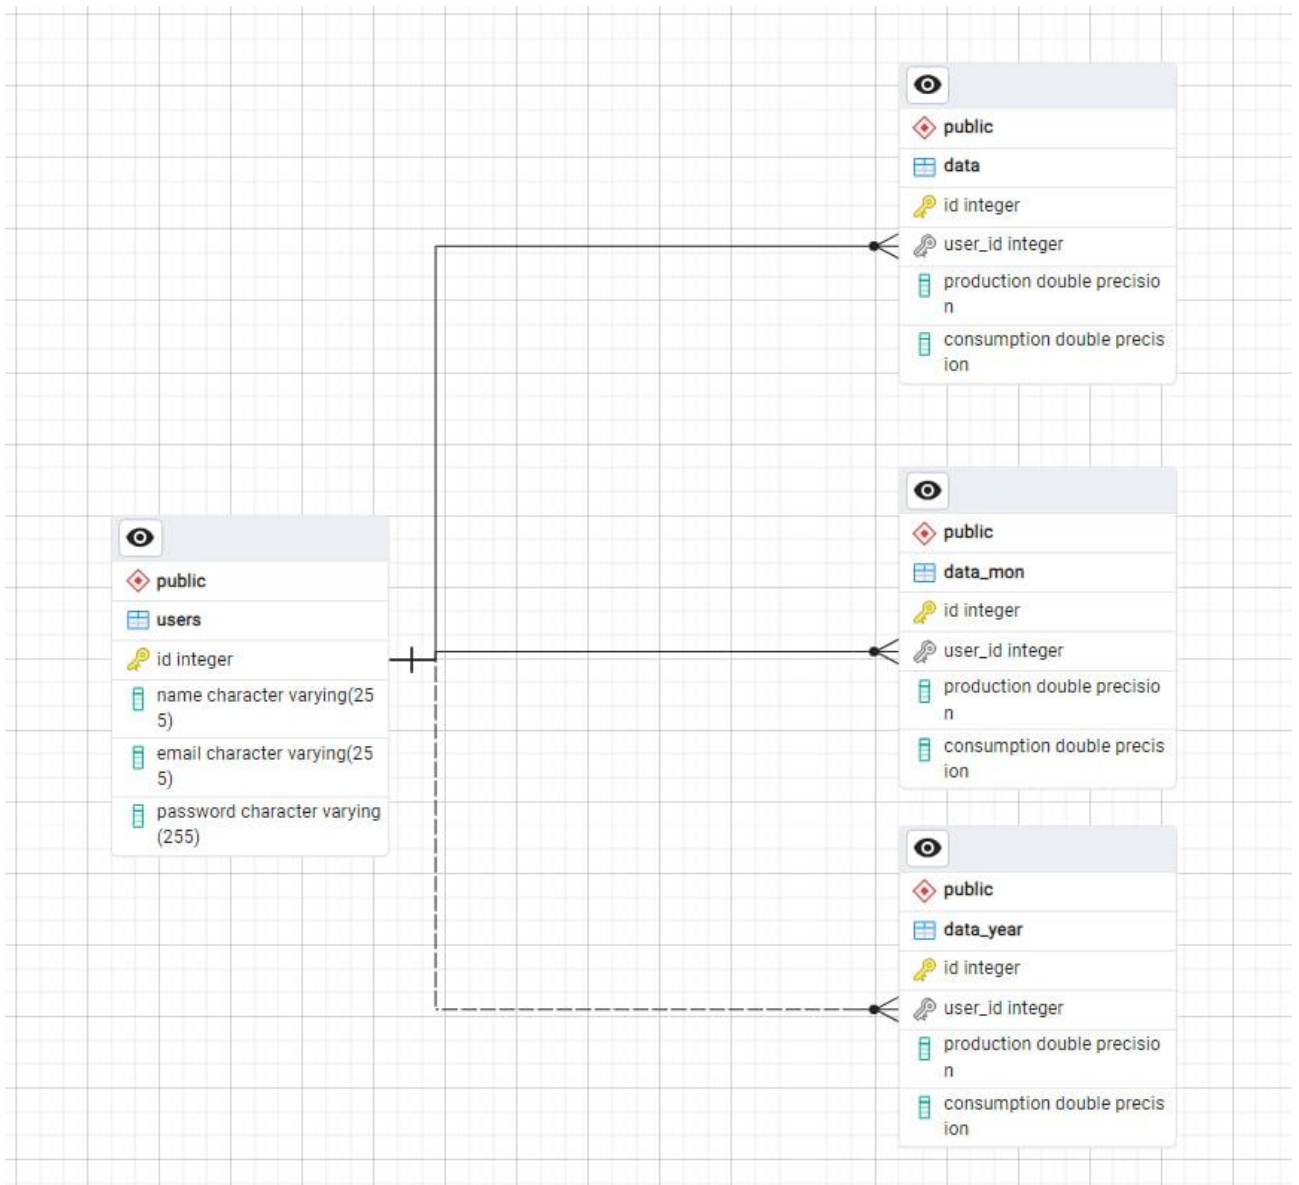 public
users
id integer
name character varying(25
5)
email character varying(25
5)
password character varying
(255)
public
data
id integer
user_id integer
production double precisio
n
consumption double precis
ion
public
data_mon
id integer
user_id integer
production double precisio
n
consumption double precis
ion
public
data_year
id integer
user_id integer
production double precisio
n
consumption double precis
ion